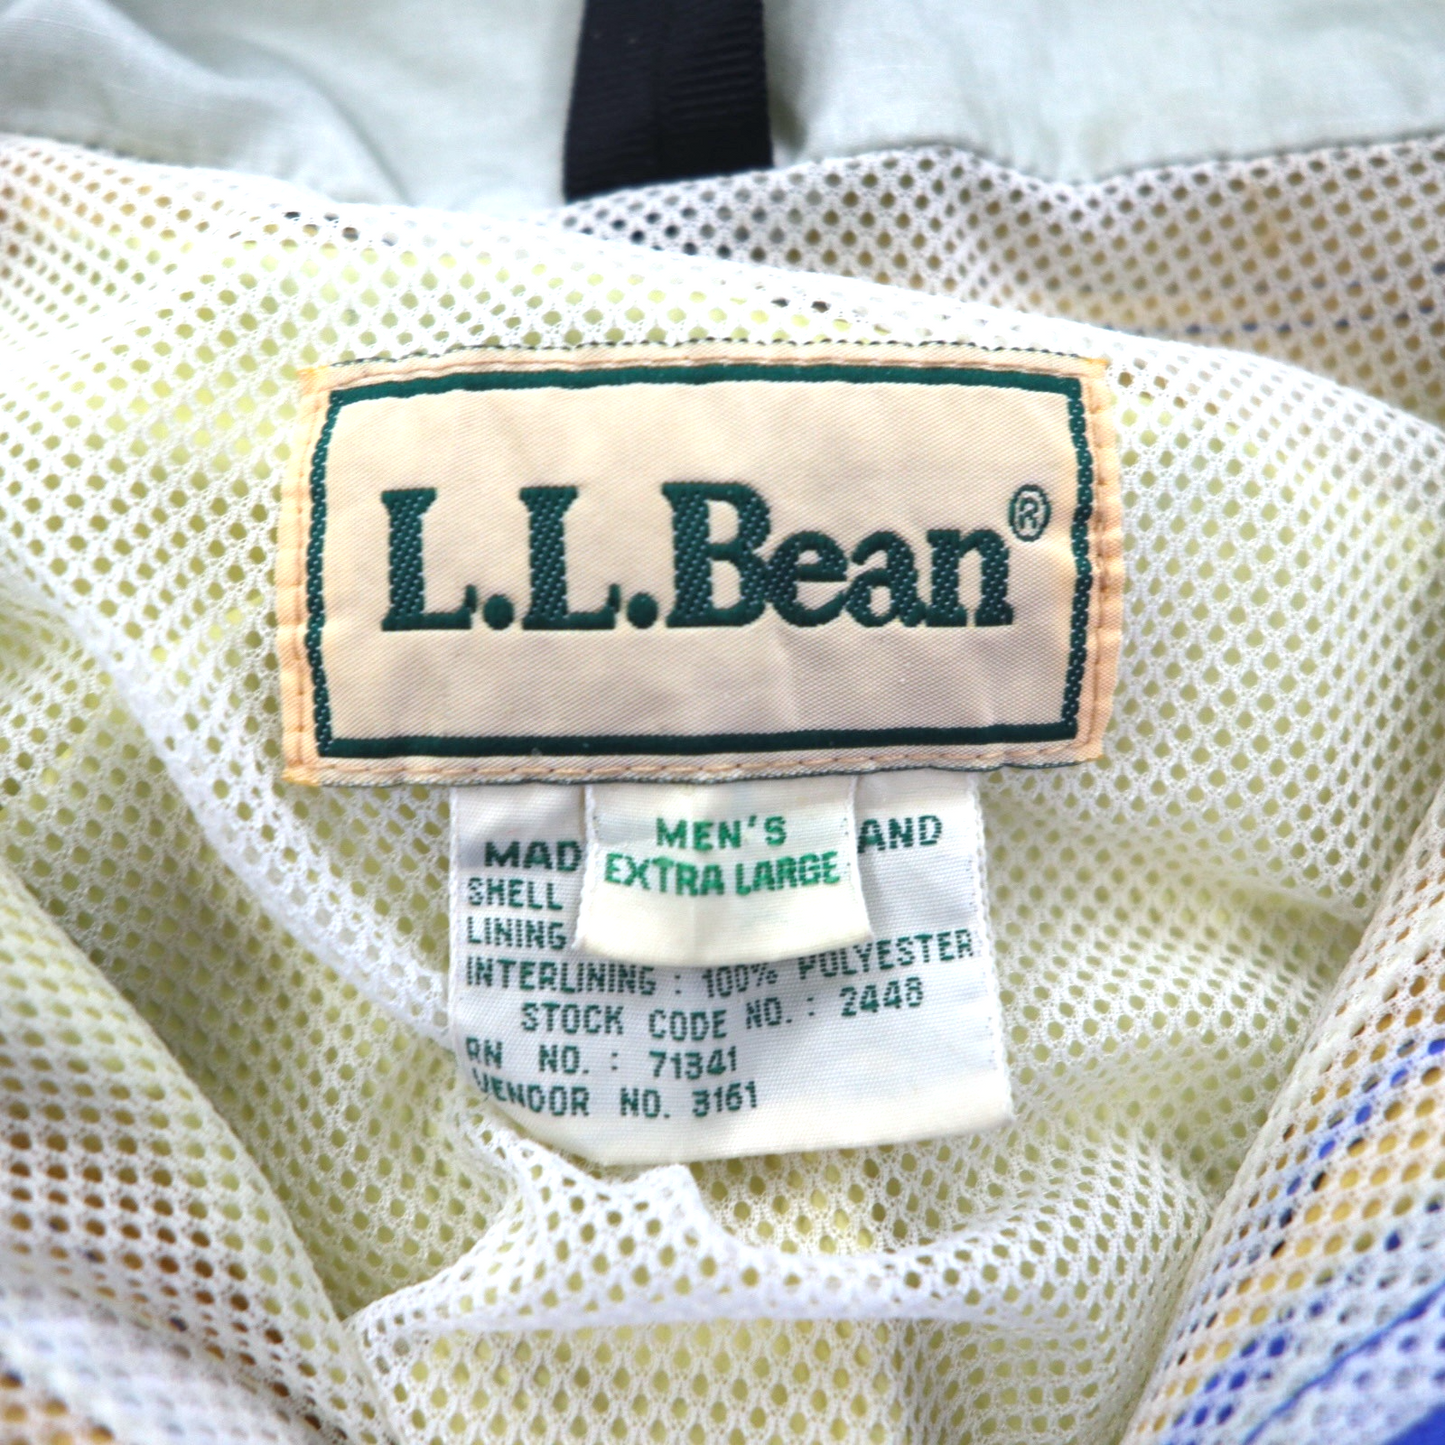 L.L.Bean®
MEN'S
EXTRA LARGE
MAD AND
SHELL
LINING
INTERLINING : 100% POLYESTER
STOCK CODE NO. : 2448
RN NO. : 71341
VENDOR NO. 3161